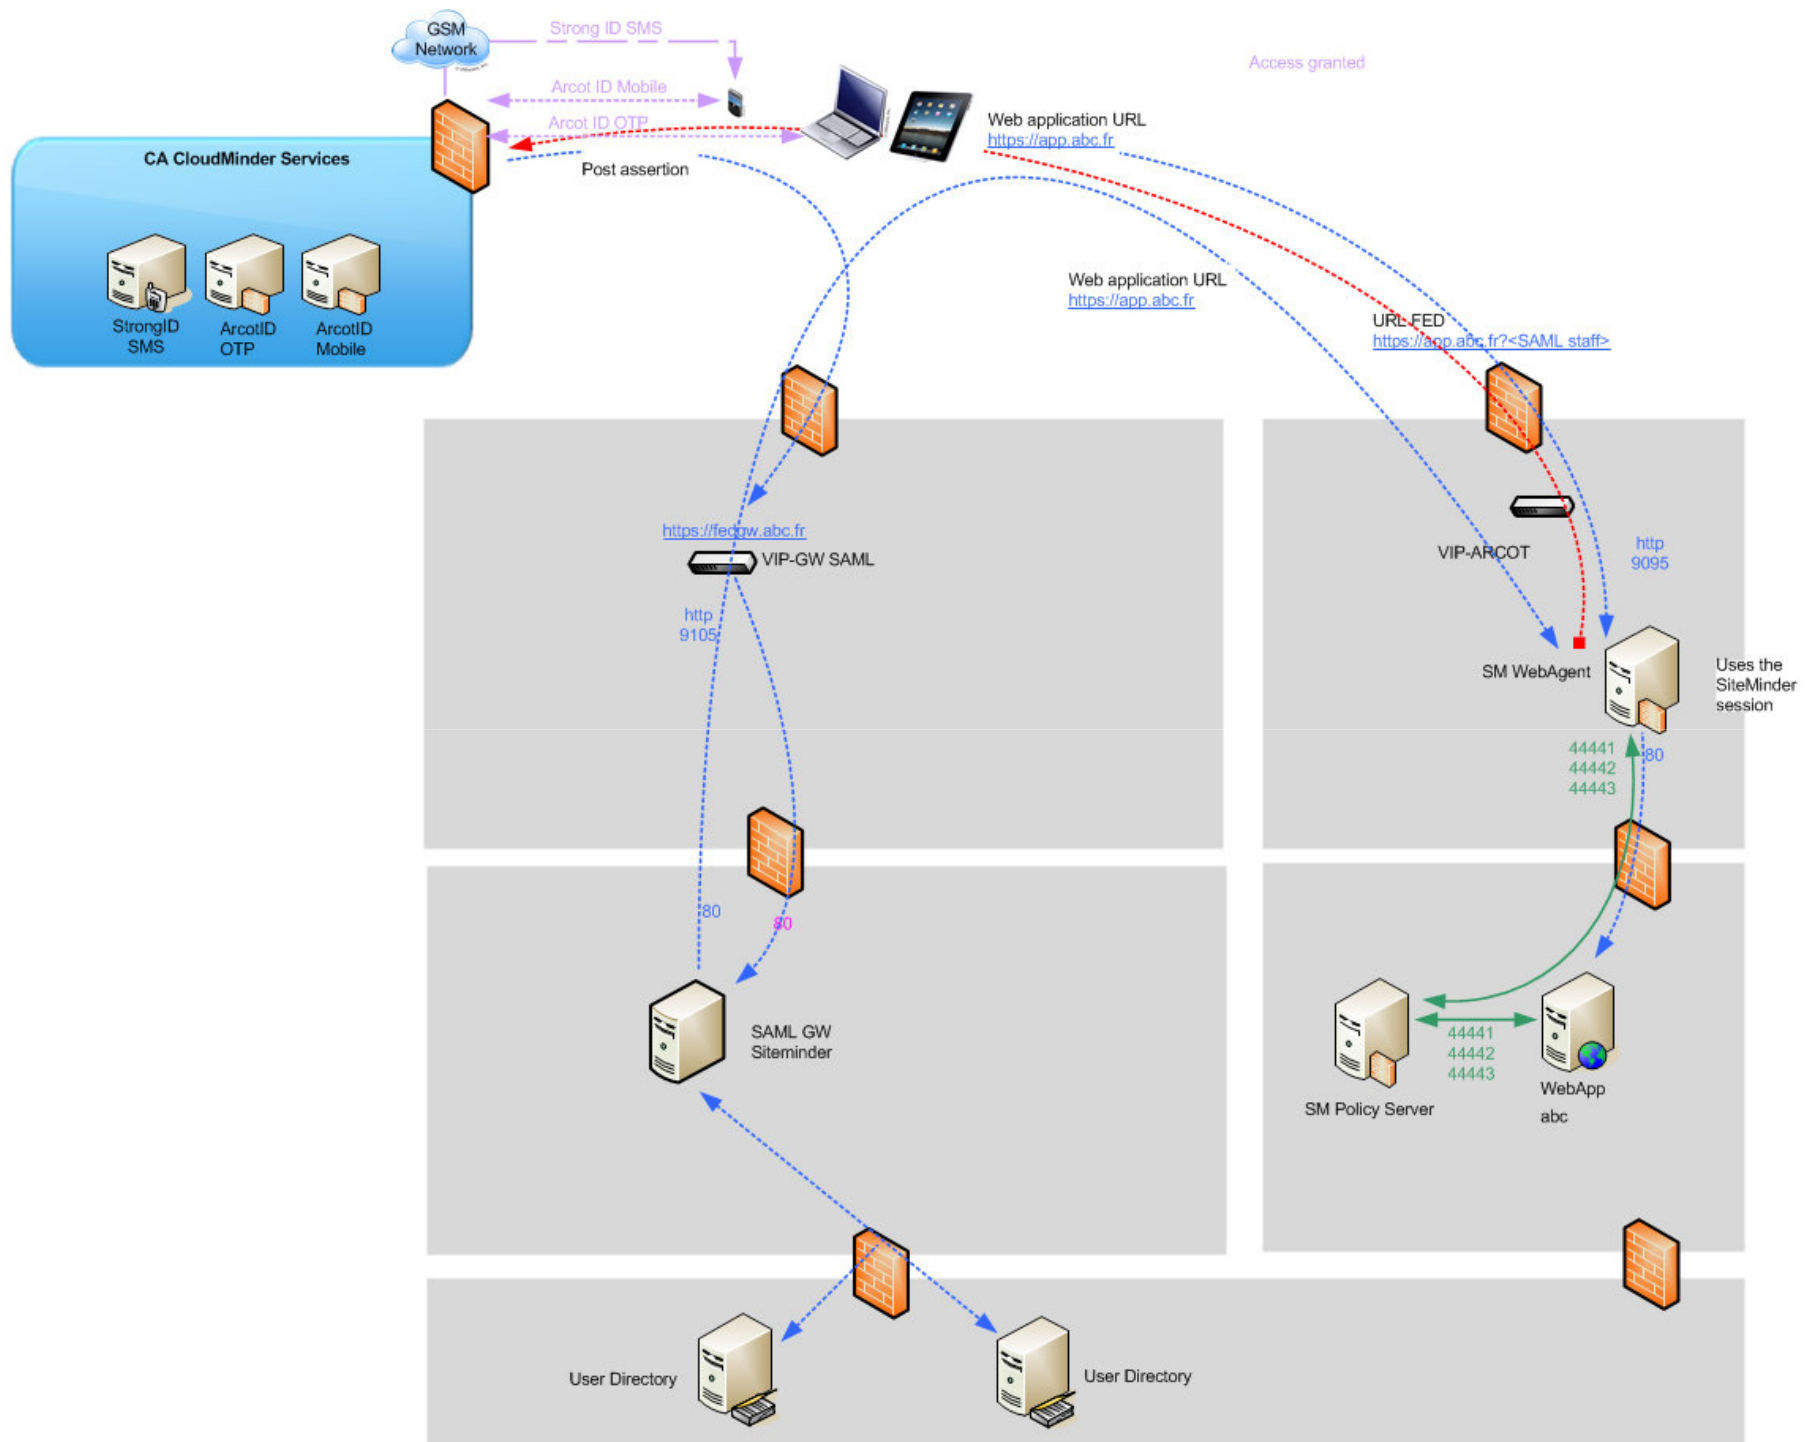 GSM
Network
Strong ID SMS
Access granted
Arcot ID Mobile
Arcot ID OTP
Web application URL
https://app.abc.fr
CA CloudMinder Services
Post assertion
StrongID
SMS
ArcotID
OTP
ArcotID
Mobile
Web application URL
https://app.abc.fr
URL FED
https://app.abc.fr?<SAML staff>
https://fedgw.abc.fr
VIP-GW SAML
http
9105
VIP-ARCOT
http
9095
SM WebAgent
Uses the
SiteMinder
session
44441
44442
44443
80
80
80
SAML GW
Siteminder
44441
44442
44443
SM Policy Server
WebApp
abc
User Directory
User Directory